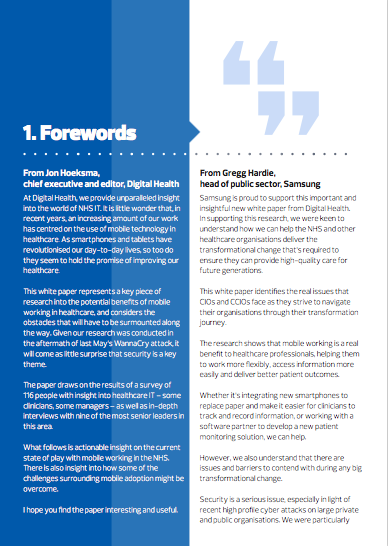 1. Forewords
From Jon Hoeksma,
chief executive and editor, Digital Health
At Digital Health, we provide unparalleled insight
into the world of NHS IT. It is little wonder that, in
recent years, an increasing amount of our work
has centred on the use of mobile technology in
healthcare. As smartphones and tablets have
revolutionised our day-to-day lives, so too do
they seem to hold the promise of improving our
healthcare.
This white paper represents a key piece of
research into the potential benefits of mobile
working in healthcare, and considers the
obstacles that will have to be surmounted along
the way. Given our research was conducted in
the aftermath of last May's WannaCry attack, it
will come as little surprise that security is a key
theme.
The paper draws on the results of a survey of
116 people with insight into healthcare IT – some
clinicians, some managers – as well as in-depth
interviews with nine of the most senior leaders in
this area.
What follows is actionable insight on the current
state of play with mobile working in the NHS.
There is also insight into how some of the
challenges surrounding mobile adoption might be
overcome.
I hope you find the paper interesting and useful.
From Gregg Hardie,
head of public sector, Samsung
Samsung is proud to support this important and
insightful new white paper from Digital Health.
In supporting this research, we were keen to
understand how we can help the NHS and other
healthcare organisations deliver the
transformational change that's required to
ensure they can provide high-quality care for
future generations.
This white paper identifies the real issues that
CIOs and CCIOs face as they strive to navigate
their organisations through their transformation
journey.
The research shows that mobile working is a real
benefit to healthcare professionals, helping them
to work more flexibly, access information more
easily and deliver better patient outcomes.
Whether it's integrating new smartphones to
replace paper and make it easier for clinicians to
track and record information, or working with a
software partner to develop a new patient
monitoring solution, we can help.
However, we also understand that there are
issues and barriers to contend with during any big
transformational change.
Security is a serious issue, especially in light of
recent high profile cyber attacks on large private
and public organisations. We were particularly